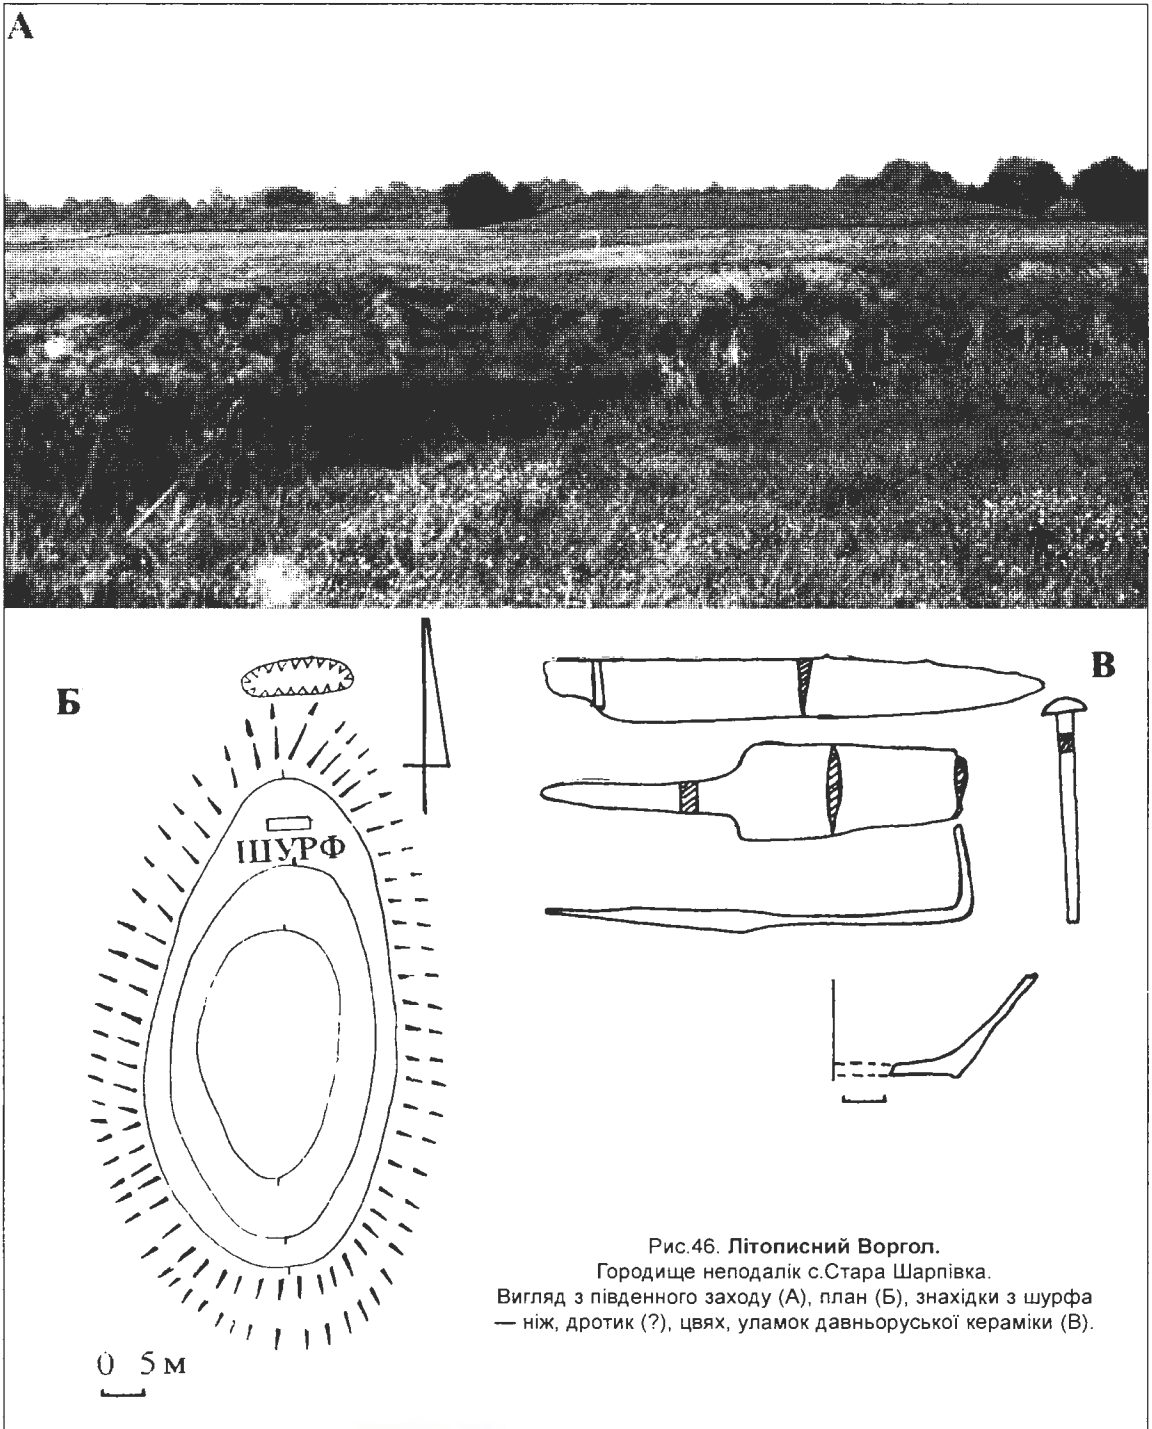 А
Б
В
ШУРФ
0 5 м
Рис.46. Літописний Воргол.
Городище неподалік с.Стара Шарпівка.
Вигляд з південного заходу (А), план (Б), знахідки з шурфа
— ніж, дротик (?), цвях, уламок давньоруської кераміки (В).